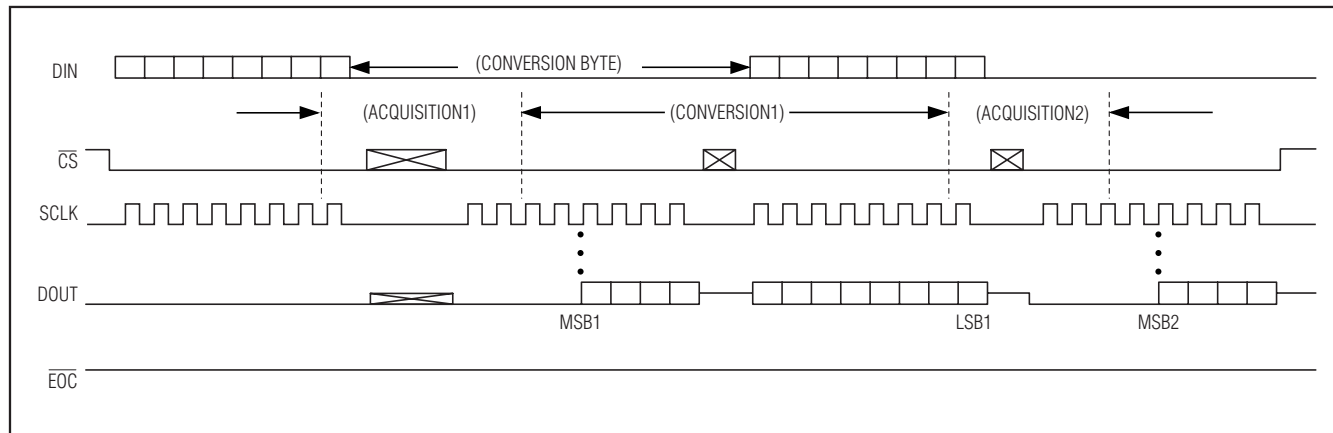 DIN
(CONVERSION BYTE)
(ACQUISITION1)
(CONVERSION1)
(ACQUISITION2)
CS
SCLK
DOUT
MSB1
LSB1
MSB2
EOC